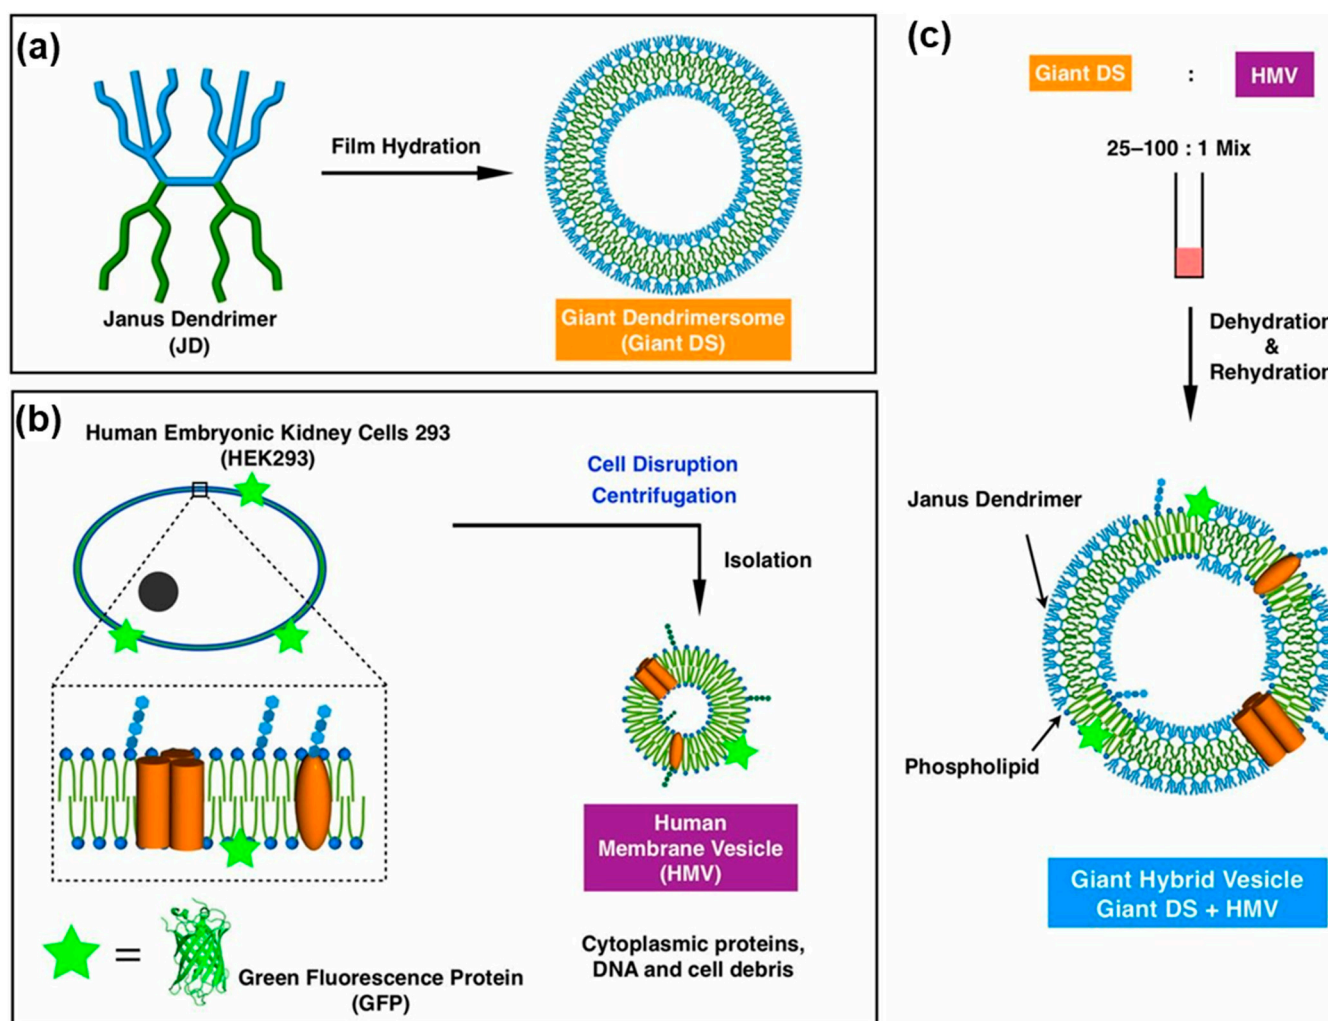 (a)
Film Hydration
Janus Dendrimer
(JD)
Giant Dendrimersome
(Giant DS)
(b)
Human Embryonic Kidney Cells 293
(HEK293)
Cell Disruption
Centrifugation
Isolation
Human
Membrane Vesicle
(HMV)
Cytoplasmic proteins,
DNA and cell debris
=
Green Fluorescence Protein
(GFP)
(c)
Giant DS : HMV
25–100 : 1 Mix
Dehydration
&
Rehydration
Janus Dendrimer
Phospholipid
Giant Hybrid Vesicle
Giant DS + HMV